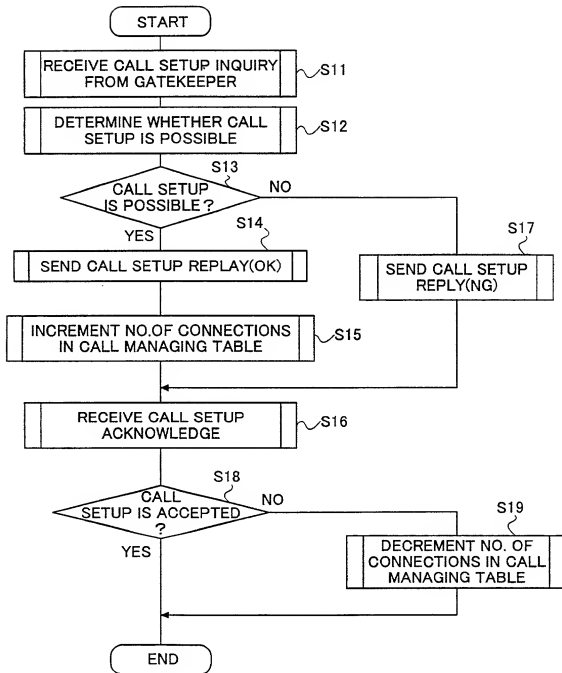 START
RECEIVE CALL SETUP INQUIRY
FROM GATEKEEPER
S11
DETERMINE WHETHER CALL
SETUP IS POSSIBLE
S12
S13
CALL SETUP
IS POSSIBLE?
NO
YES
S14
SEND CALL SETUP REPLAY(OK)
S17
SEND CALL SETUP
REPLY(NG)
INCREMENT NO.OF CONNECTIONS
IN CALL MANAGING TABLE
S15
RECEIVE CALL SETUP
ACKNOWLEDGE
S16
S18
CALL
SETUP IS ACCEPTED
?
NO
YES
S19
DECREMENT NO. OF
CONNECTIONS IN CALL
MANAGING TABLE
END